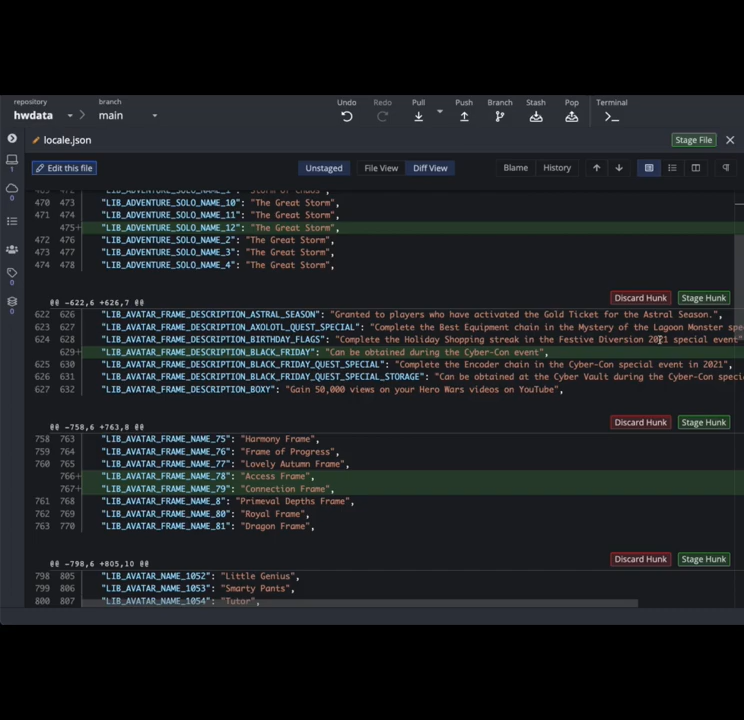 repository
hwdata
branch
main
Undo
Redo
Pull
Push
Branch
Stash
Pop
Terminal
locale.json
Stage File
Edit this file
Unstaged
File View
Diff View
Blame
History
1
0
0
0
470 473 "LIB_ADVENTURE_SOLO_NAME_10": "The Great Storm",
471 474 "LIB_ADVENTURE_SOLO_NAME_11": "The Great Storm",
475+ "LIB_ADVENTURE_SOLO_NAME_12": "The Great Storm",
472 476 "LIB_ADVENTURE_SOLO_NAME_2": "The Great Storm",
473 477 "LIB_ADVENTURE_SOLO_NAME_3": "The Great Storm",
474 478 "LIB_ADVENTURE_SOLO_NAME_4": "The Great Storm",
@@ -622,6 +626,7 @@
Discard Hunk
Stage Hunk
622 626 "LIB_AVATAR_FRAME_DESCRIPTION_ASTRAL_SEASON": "Granted to players who have activated the Gold Ticket for the Astral Season.",
623 627 "LIB_AVATAR_FRAME_DESCRIPTION_AXOLOTL_QUEST_SPECIAL": "Complete the Best Equipment chain in the Mystery of the Lagoon Monster spe
624 628 "LIB_AVATAR_FRAME_DESCRIPTION_BIRTHDAY_FLAGS": "Complete the Holiday Shopping streak in the Festive Diversion 2021 special event"
629+ "LIB_AVATAR_FRAME_DESCRIPTION_BLACK_FRIDAY": "Can be obtained during the Cyber-Con event",
625 630 "LIB_AVATAR_FRAME_DESCRIPTION_BLACK_FRIDAY_QUEST_SPECIAL": "Complete the Encoder chain in the Cyber-Con special event in 2021",
626 631 "LIB_AVATAR_FRAME_DESCRIPTION_BLACK_FRIDAY_QUEST_SPECIAL_STORAGE": "Can be obtained at the Cyber Vault during the Cyber-Con speci
627 632 "LIB_AVATAR_FRAME_DESCRIPTION_BOXY": "Gain 50,000 views on your Hero Wars videos on YouTube",
@@ -758,6 +763,8 @@
Discard Hunk
Stage Hunk
758 763 "LIB_AVATAR_FRAME_NAME_75": "Harmony Frame",
759 764 "LIB_AVATAR_FRAME_NAME_76": "Frame of Progress",
760 765 "LIB_AVATAR_FRAME_NAME_77": "Lovely Autumn Frame",
766+ "LIB_AVATAR_FRAME_NAME_78": "Access Frame",
767+ "LIB_AVATAR_FRAME_NAME_79": "Connection Frame",
761 768 "LIB_AVATAR_FRAME_NAME_8": "Primeval Depths Frame",
762 769 "LIB_AVATAR_FRAME_NAME_80": "Royal Frame",
763 770 "LIB_AVATAR_FRAME_NAME_81": "Dragon Frame",
@@ -798,6 +805,10 @@
Discard Hunk
Stage Hunk
798 805 "LIB_AVATAR_NAME_1052": "Little Genius",
799 806 "LIB_AVATAR_NAME_1053": "Smarty Pants",
800 807 "LIB_AVATAR_NAME_1054": "Tutor",